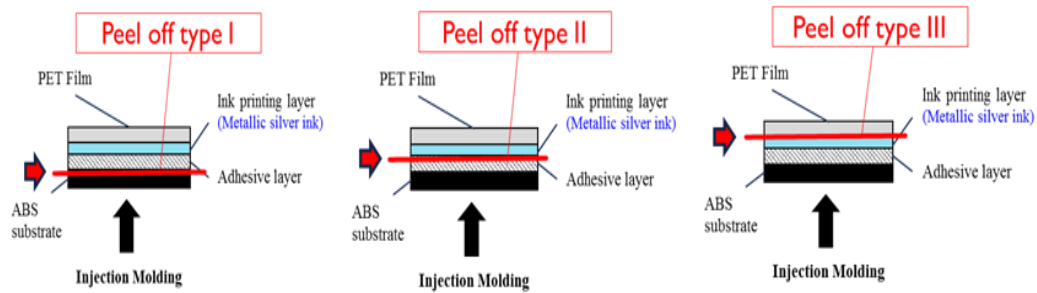 Peel off type I
PET Film
Ink printing layer
(Metallic silver ink)
Adhesive layer
ABS
substrate
Injection Molding
Peel off type II
PET Film
Ink printing layer
(Metallic silver ink)
Adhesive layer
ABS
substrate
Injection Molding
Peel off type III
PET Film
Ink printing layer
(Metallic silver ink)
Adhesive layer
ABS
substrate
Injection Molding